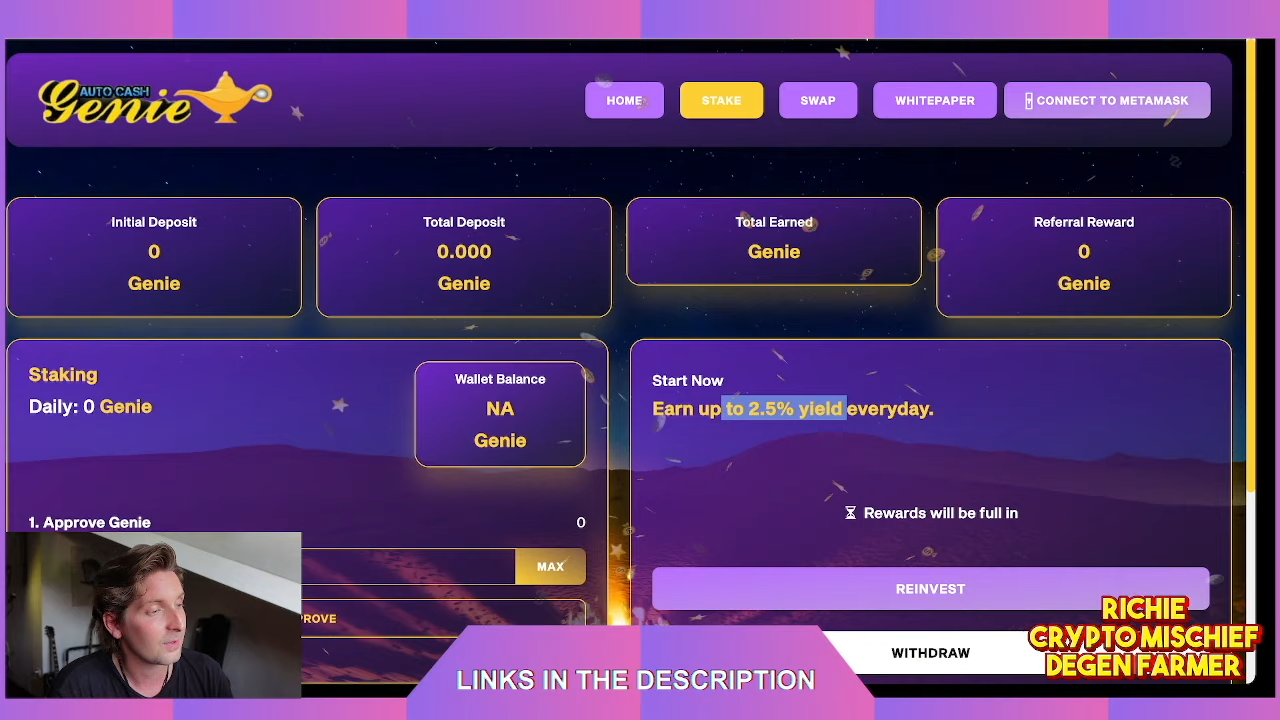 AUTO CASH
Genie
HOME
STAKE
SWAP
WHITEPAPER
CONNECT TO METAMASK
Initial Deposit
0
Genie
Total Deposit
0.000
Genie
Total Earned
Genie
Referral Reward
0
Genie
Staking
Daily: 0 Genie
Wallet Balance
NA
Genie
1. Approve Genie
0
MAX
PROVE
Start Now
Earn up to 2.5% yield everyday.
Rewards will be full in
REINVEST
WITHDRAW
RICHIE
CRYPTO MISCHIEF
DEGEN FARMER
LINKS IN THE DESCRIPTION